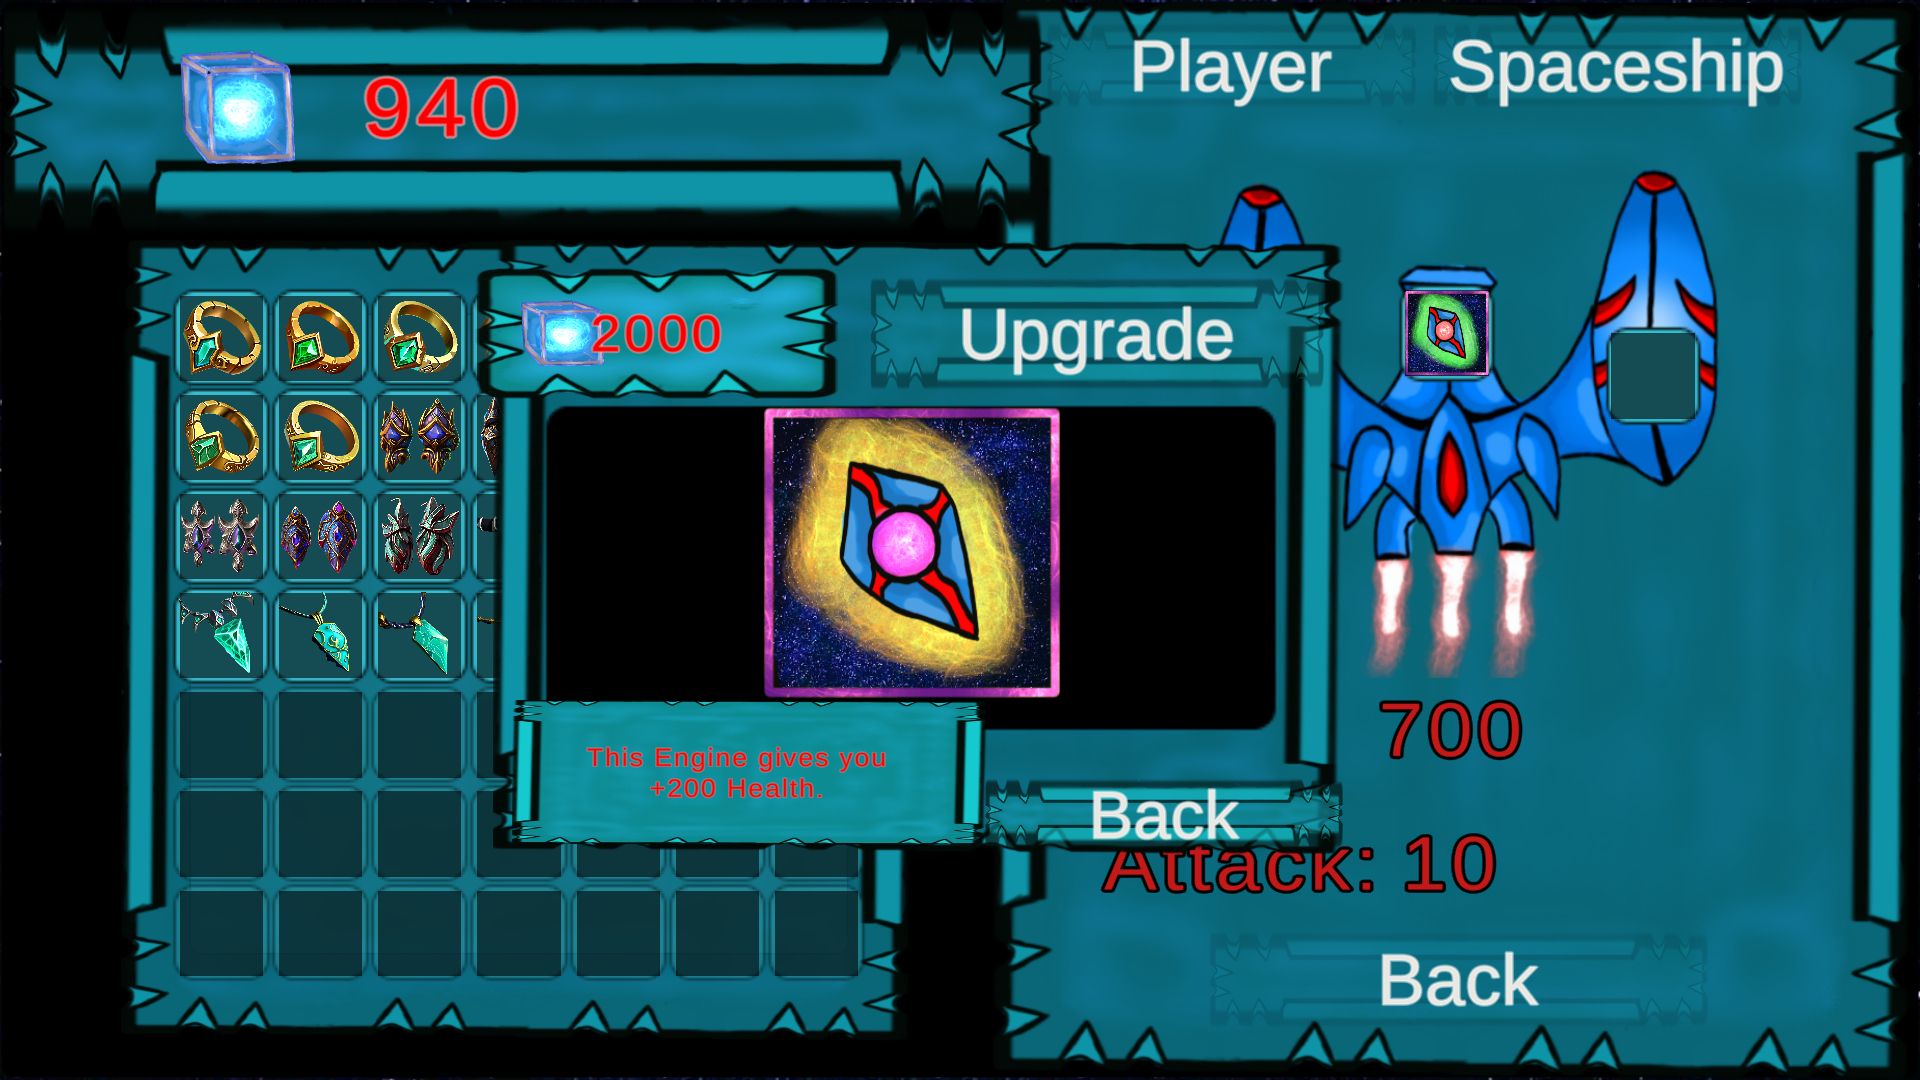 940
Player
Spaceship
2000
Upgrade
This Engine gives you
+200 Health.
700
Back
Attack: 10
Back